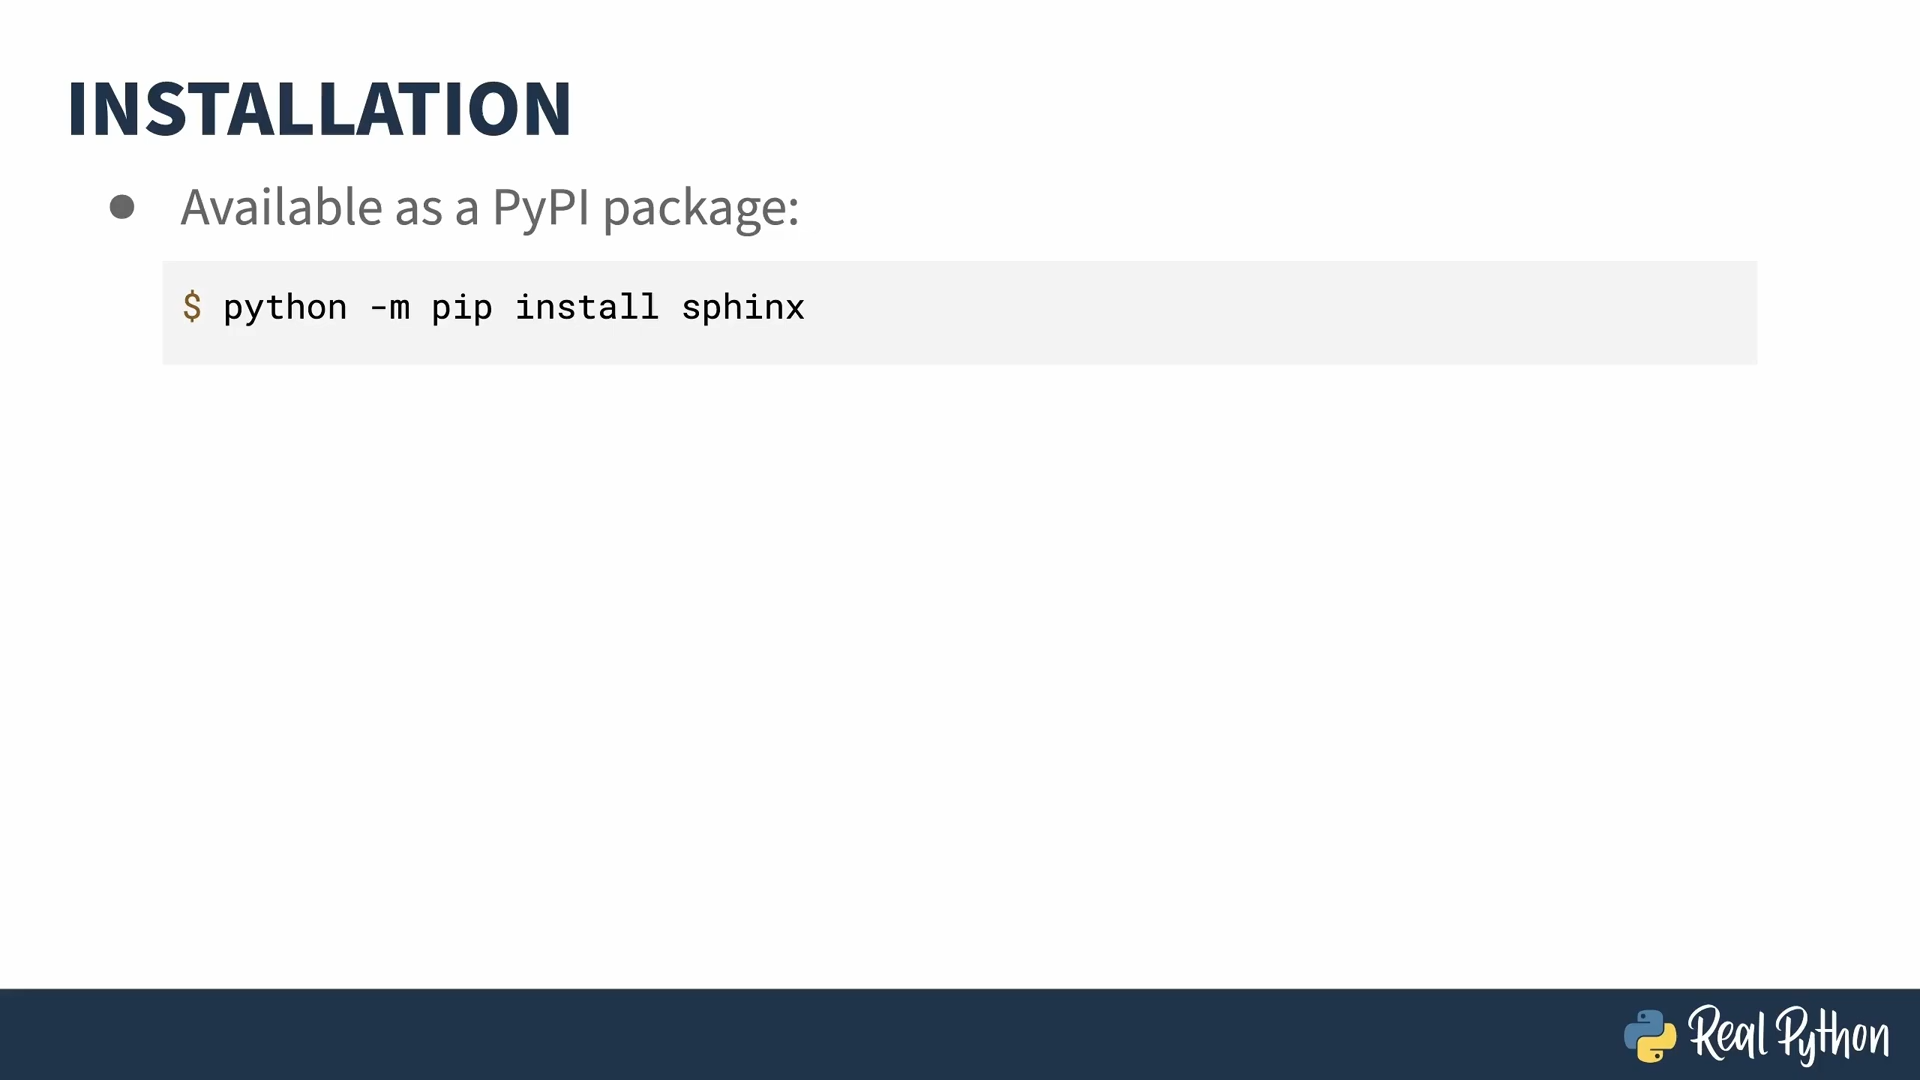 INSTALLATION
● Available as a PyPI package:
$ python -m pip install sphinx
Real Python